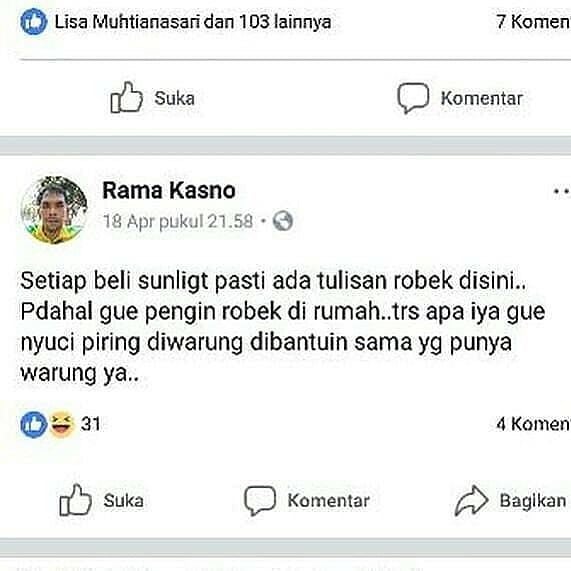 Lisa Muhtianasari dan 103 lainnya 7 Komen
Suka Komentar
Rama Kasno
18 Apr pukul 21.58 ·
Setiap beli sunligt pasti ada tulisan robek disini..
Pdahal gue pengin robek di rumah..trs apa iya gue
nyuci piring diwarung dibantuin sama yg punya
warung ya..
31 4 Komen
Suka Komentar Bagikan